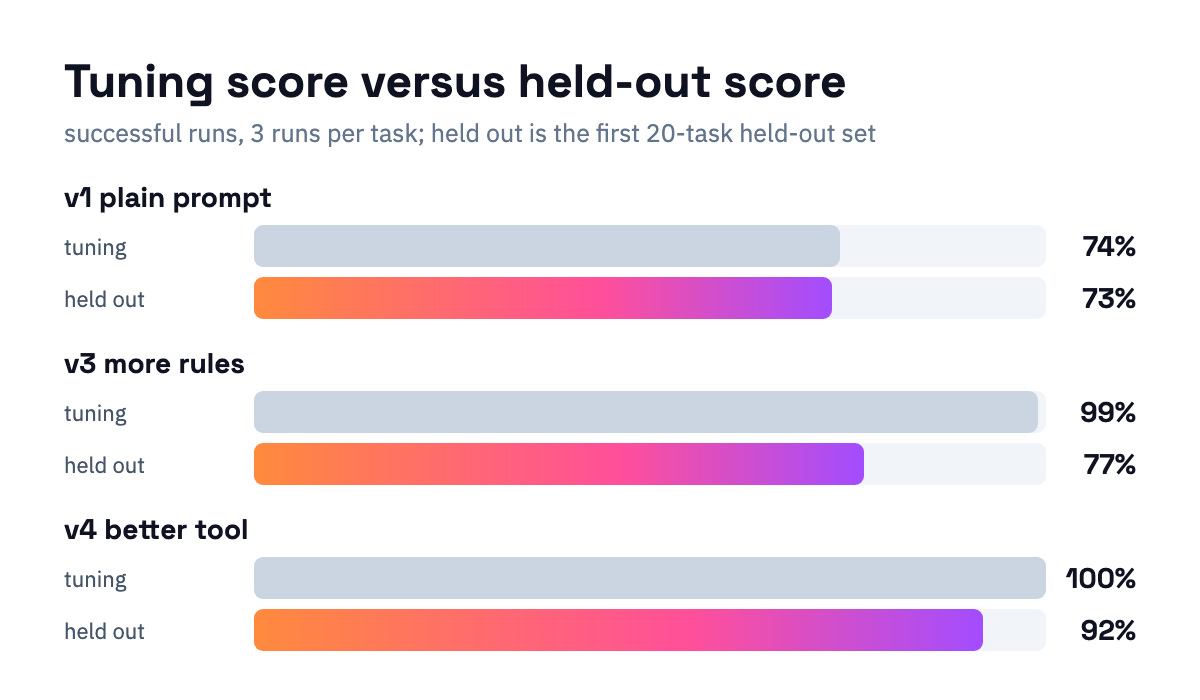 Tuning score versus held-out score
successful runs, 3 runs per task; held out is the first 20-task held-out set
v1 plain prompt
tuning 74%
held out 73%
v3 more rules
tuning 99%
held out 77%
v4 better tool
tuning 100%
held out 92%